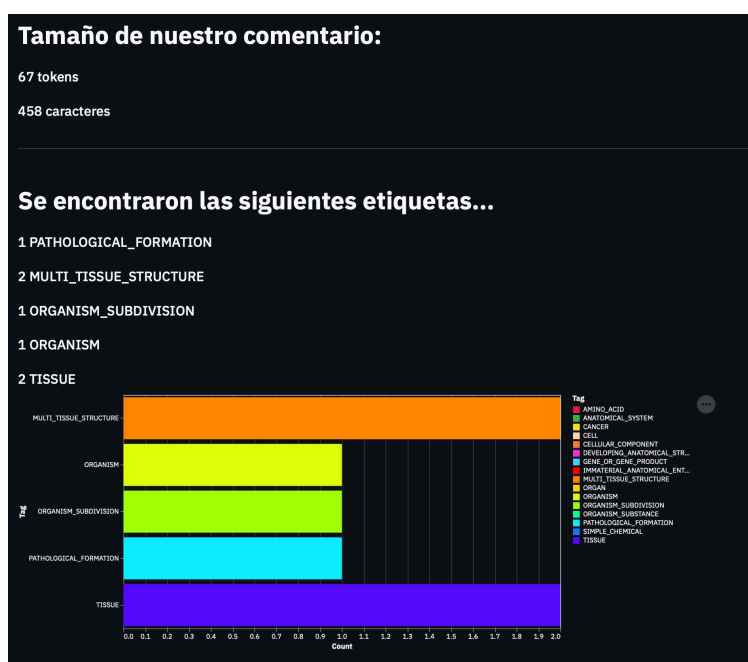 Tamaño de nuestro comentario:
67 tokens
458 caracteres
Se encontraron las siguientes etiquetas...
1 PATHOLOGICAL_FORMATION
2 MULTI_TISSUE_STRUCTURE
1 ORGANISM_SUBDIVISION
1 ORGANISM
2 TISSUE
Tag
MULTI_TISSUE_STRUCTURE
ORGANISM
ORGANISM_SUBDIVISION
PATHOLOGICAL_FORMATION
TISSUE
0.0 0.1 0.2 0.3 0.4 0.5 0.6 0.7 0.8 0.9 1.0 1.1 1.2 1.3 1.4 1.5 1.6 1.7 1.8 1.9 2.0
Count
Tag
AMINO_ACID
ANATOMICAL_SYSTEM
CANCER
CELL
CELLULAR_COMPONENT
DEVELOPING_ANATOMICAL_STR...
GENE_OR_GENE_PRODUCT
IMMATERIAL_ANATOMICAL_ENT...
MULTI_TISSUE_STRUCTURE
ORGAN
ORGANISM
ORGANISM_SUBDIVISION
ORGANISM_SUBSTANCE
PATHOLOGICAL_FORMATION
SIMPLE_CHEMICAL
TISSUE